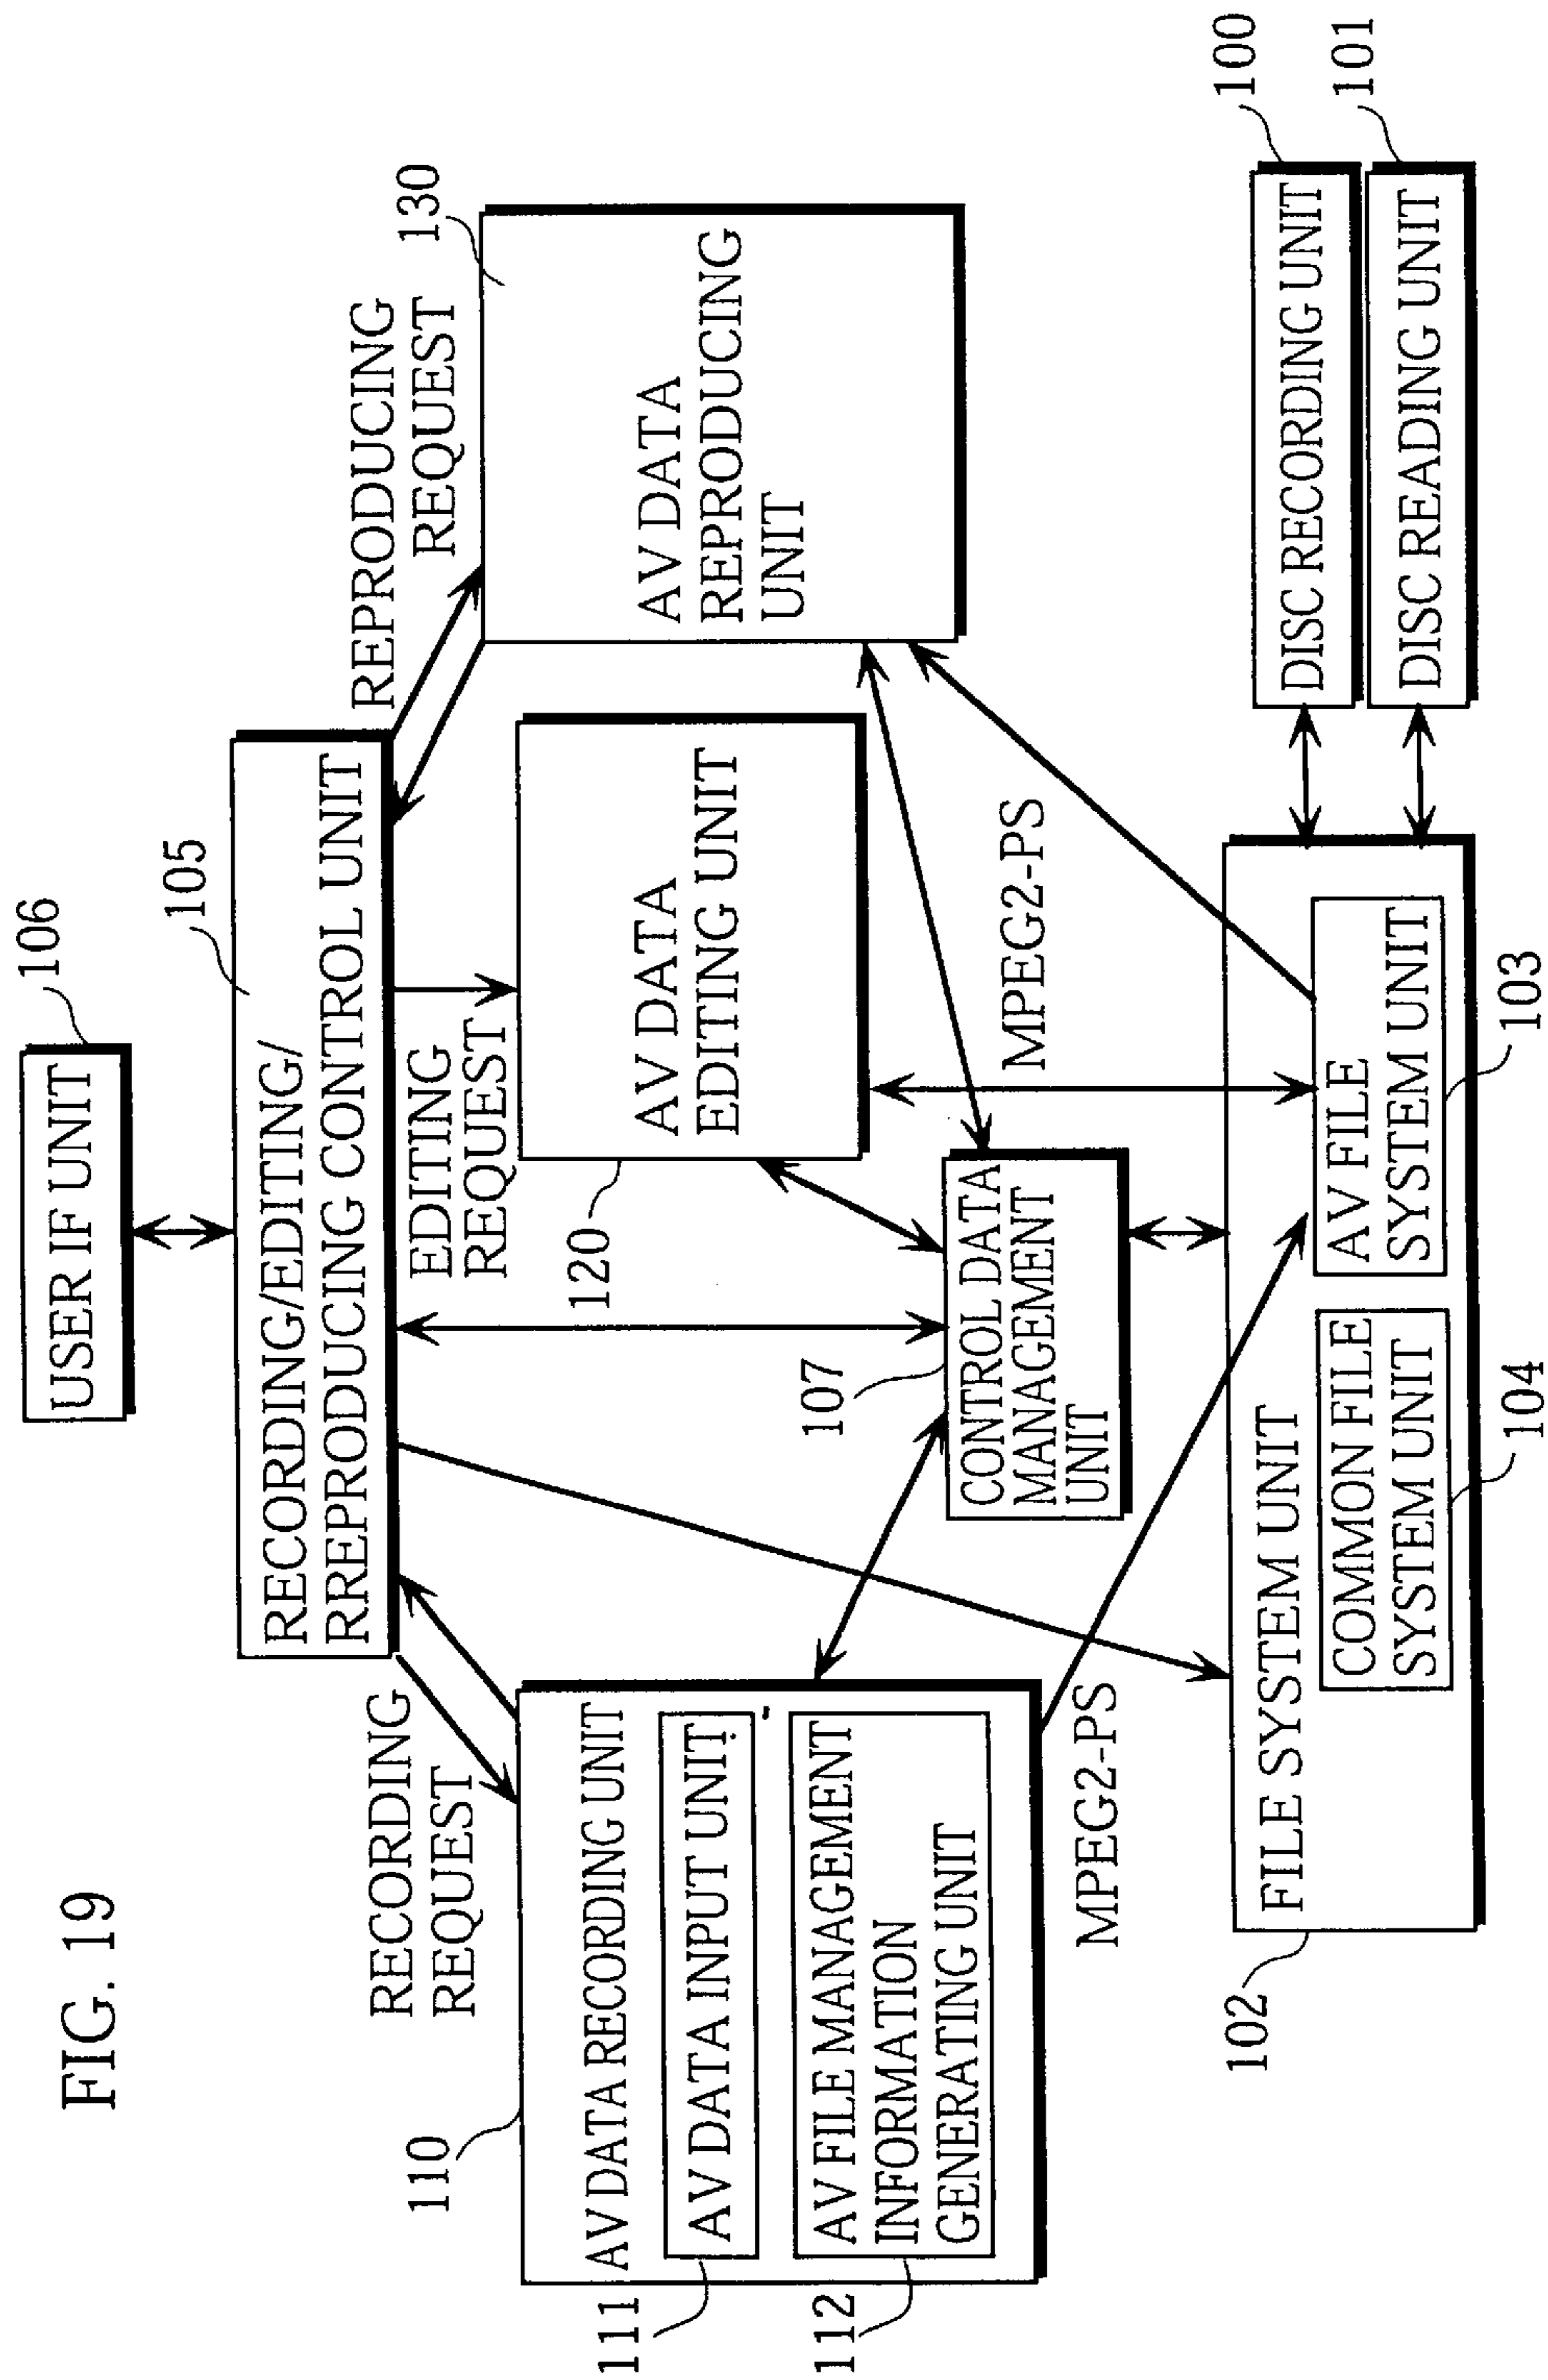 FIG. 19
USER IF UNIT
106
105
RECORDING/EDITING/
RREPRODUCING CONTROL UNIT
RECORDING
REQUEST
EDITING
REQUEST
REPRODUCING
REQUEST
110
AV DATA RECORDING UNIT
111
AV DATA INPUT UNIT
112
AV FILE MANAGEMENT
INFORMATION
GENERATING UNIT
120
AV DATA
EDITING UNIT
130
AV DATA
REPRODUCING
UNIT
107
CONTROL DATA
MANAGEMENT
UNIT
MPEG2-PS
MPEG2-PS
102
FILE SYSTEM UNIT
COMMON FILE
SYSTEM UNIT
104
AV FILE
SYSTEM UNIT
103
DISC RECORDING UNIT
100
DISC READING UNIT
101